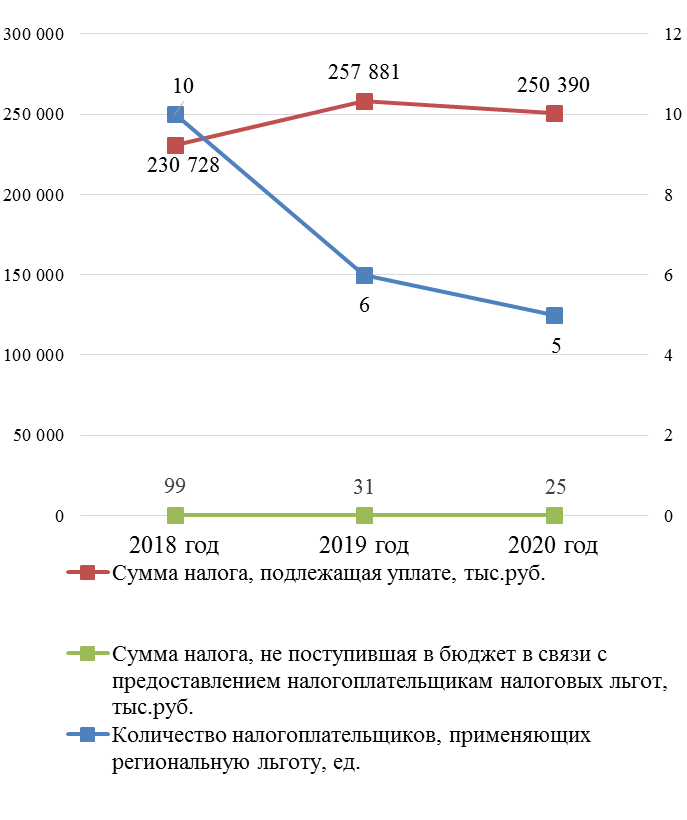 300 000
12
257 881
250 390
10
250 000
10
230 728
200 000
8
150 000
6
6
5
100 000
4
50 000
2
99
31
25
0
0
2018 год
2019 год
2020 год
Сумма налога, подлежащая уплате, тыс.руб.
Сумма налога, не поступившая в бюджет в связи с
предоставлением налогоплательщикам налоговых льгот,
тыс.руб.
Количество налогоплательщиков, применяющих
региональную льготу, ед.